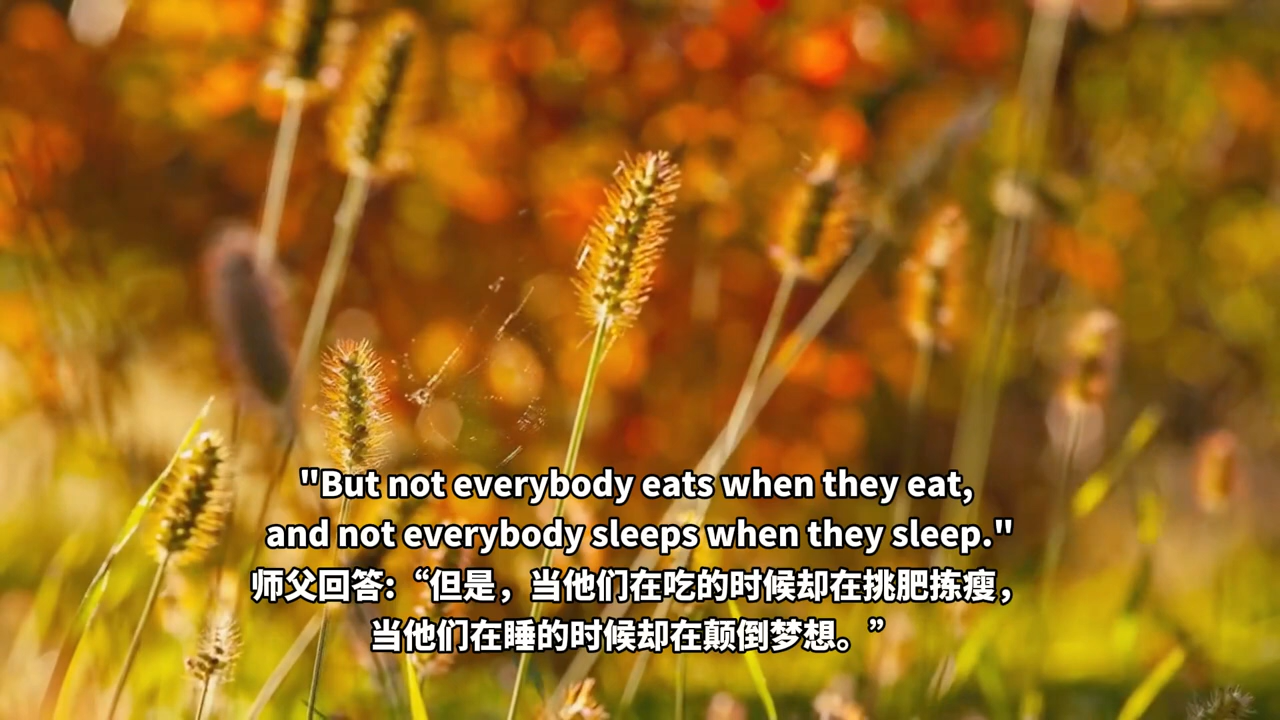 "But not everybody eats when they eat,
and not everybody sleeps when they sleep."
师父回答:“但是，当他们在吃的时候却在挑肥拣瘦，
当他们在睡的时候却在颠倒梦想。”